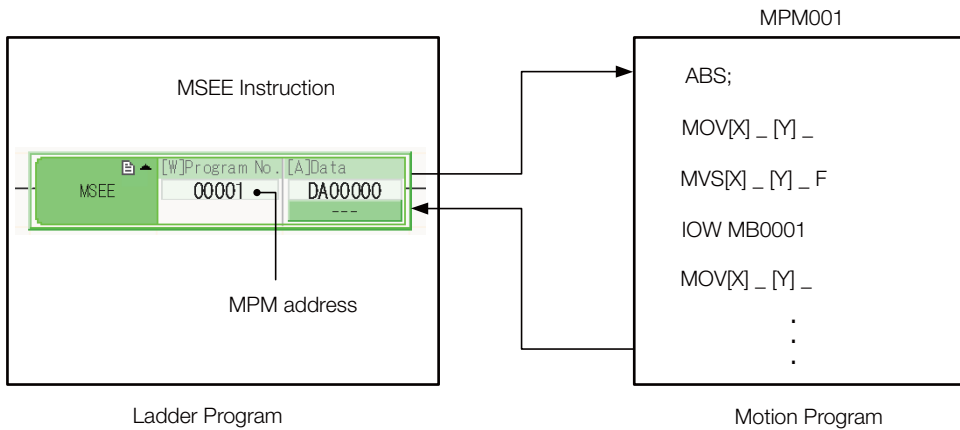 MPM001
MSEE Instruction
[W]Program No. [A]Data
MSEE 00001 DA00000
---
MPM address
Ladder Program
ABS;
MOV[X] _ [Y] _
MVS[X] _ [Y] _ F
IOW MB0001
MOV[X] _ [Y] _
.
.
.
Motion Program